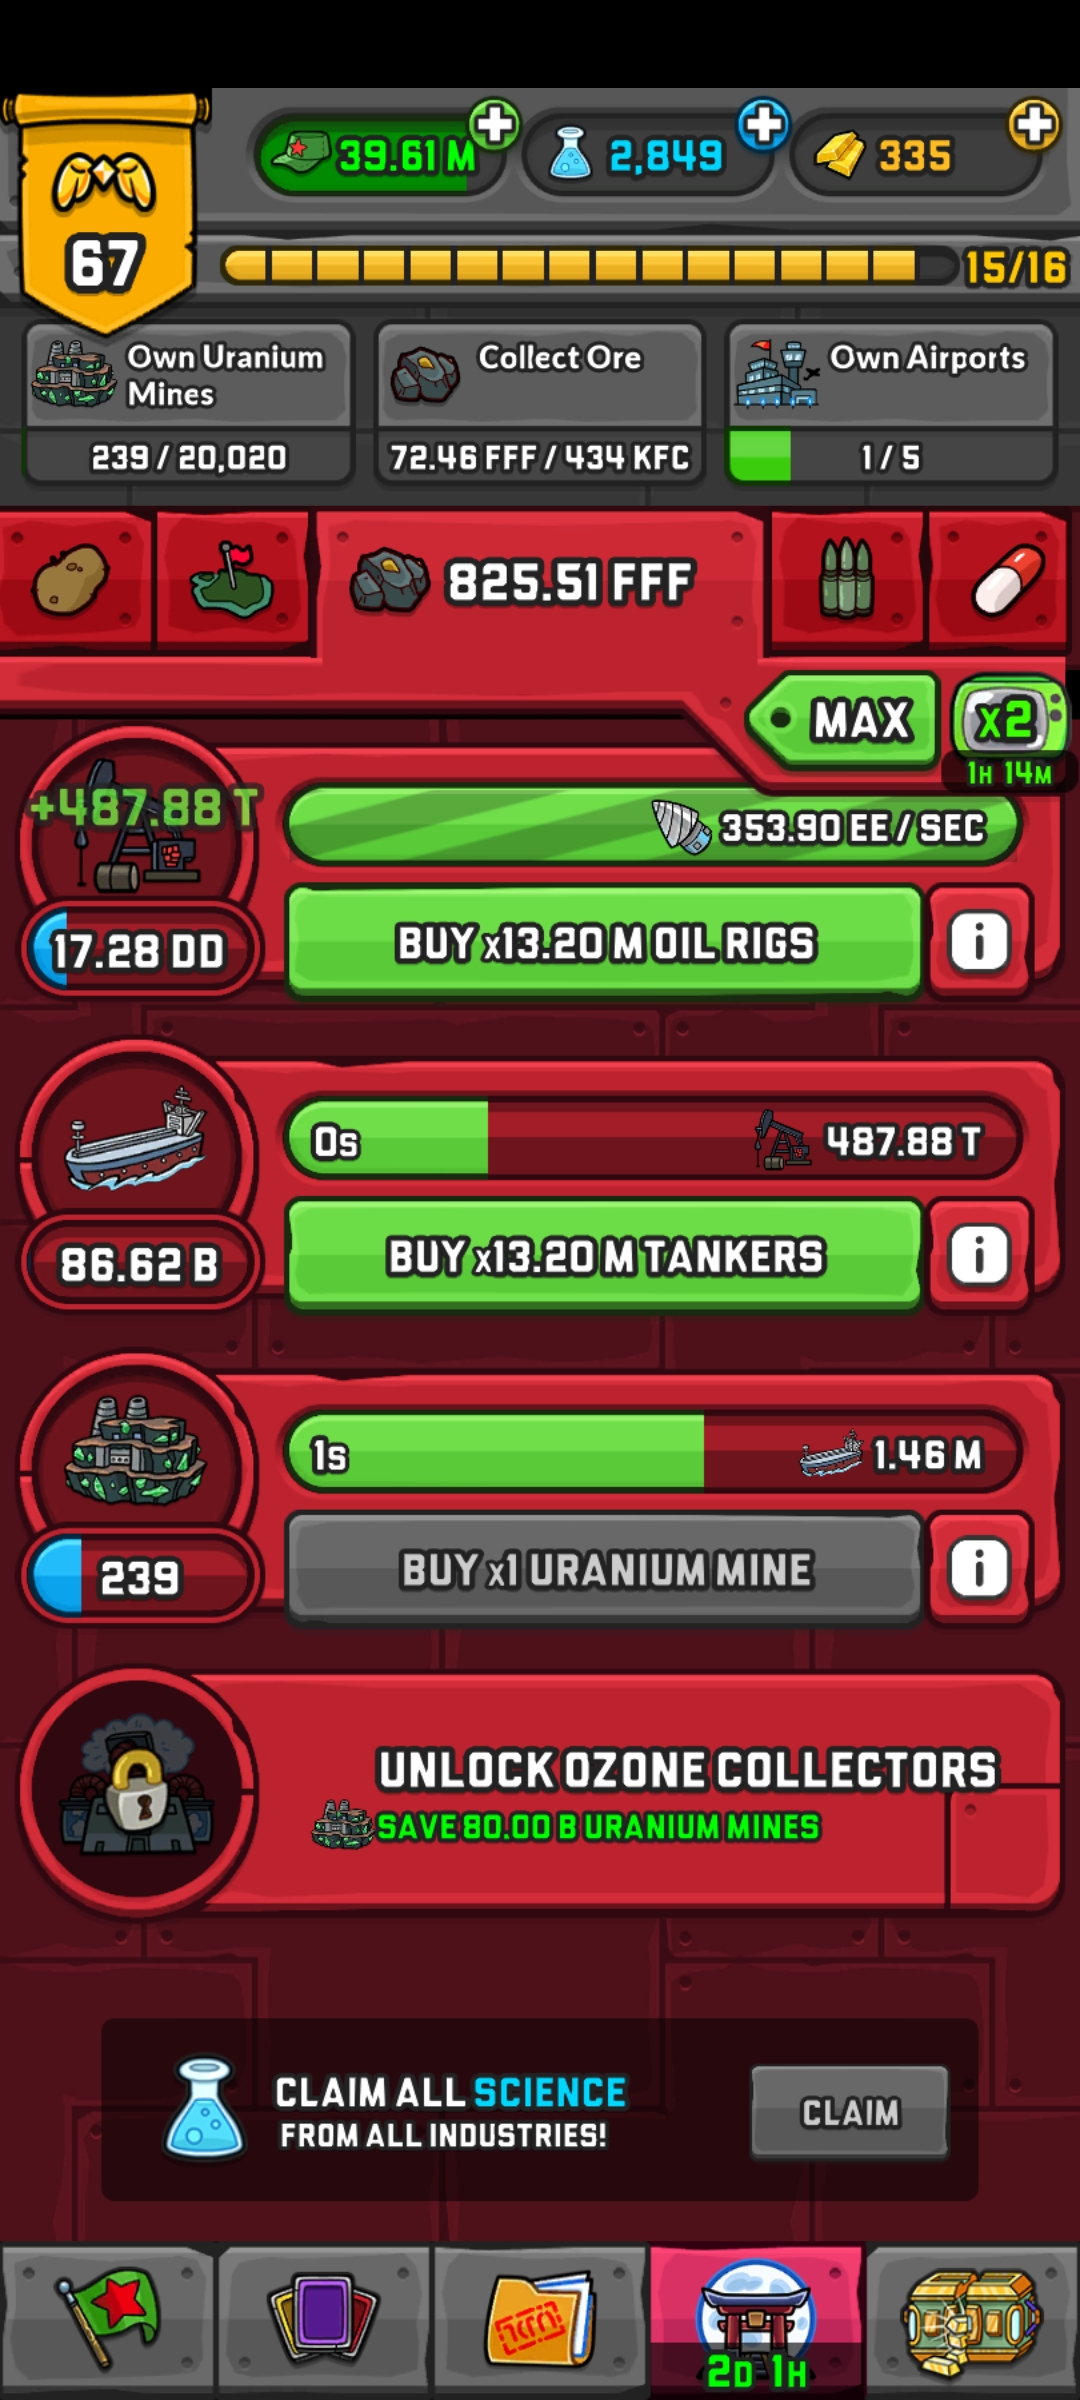 39.61 M
2,849
335
67
15/16
Own Uranium
Mines
239 / 20,020
Collect Ore
72.46 FFF / 434 KFC
Own Airports
1 / 5
825.51 FFF
MAX
x2
1H 14M
+487.88 T
353.90 EE / SEC
17.28 DD
BUY x13.20 M OIL RIGS
i
0s
487.88 T
86.62 B
BUY x13.20 M TANKERS
i
1s
1.46 M
239
BUY x1 URANIUM MINE
i
UNLOCK OZONE COLLECTORS
SAVE 80.00 B URANIUM MINES
CLAIM ALL SCIENCE
FROM ALL INDUSTRIES!
CLAIM
2D 1H